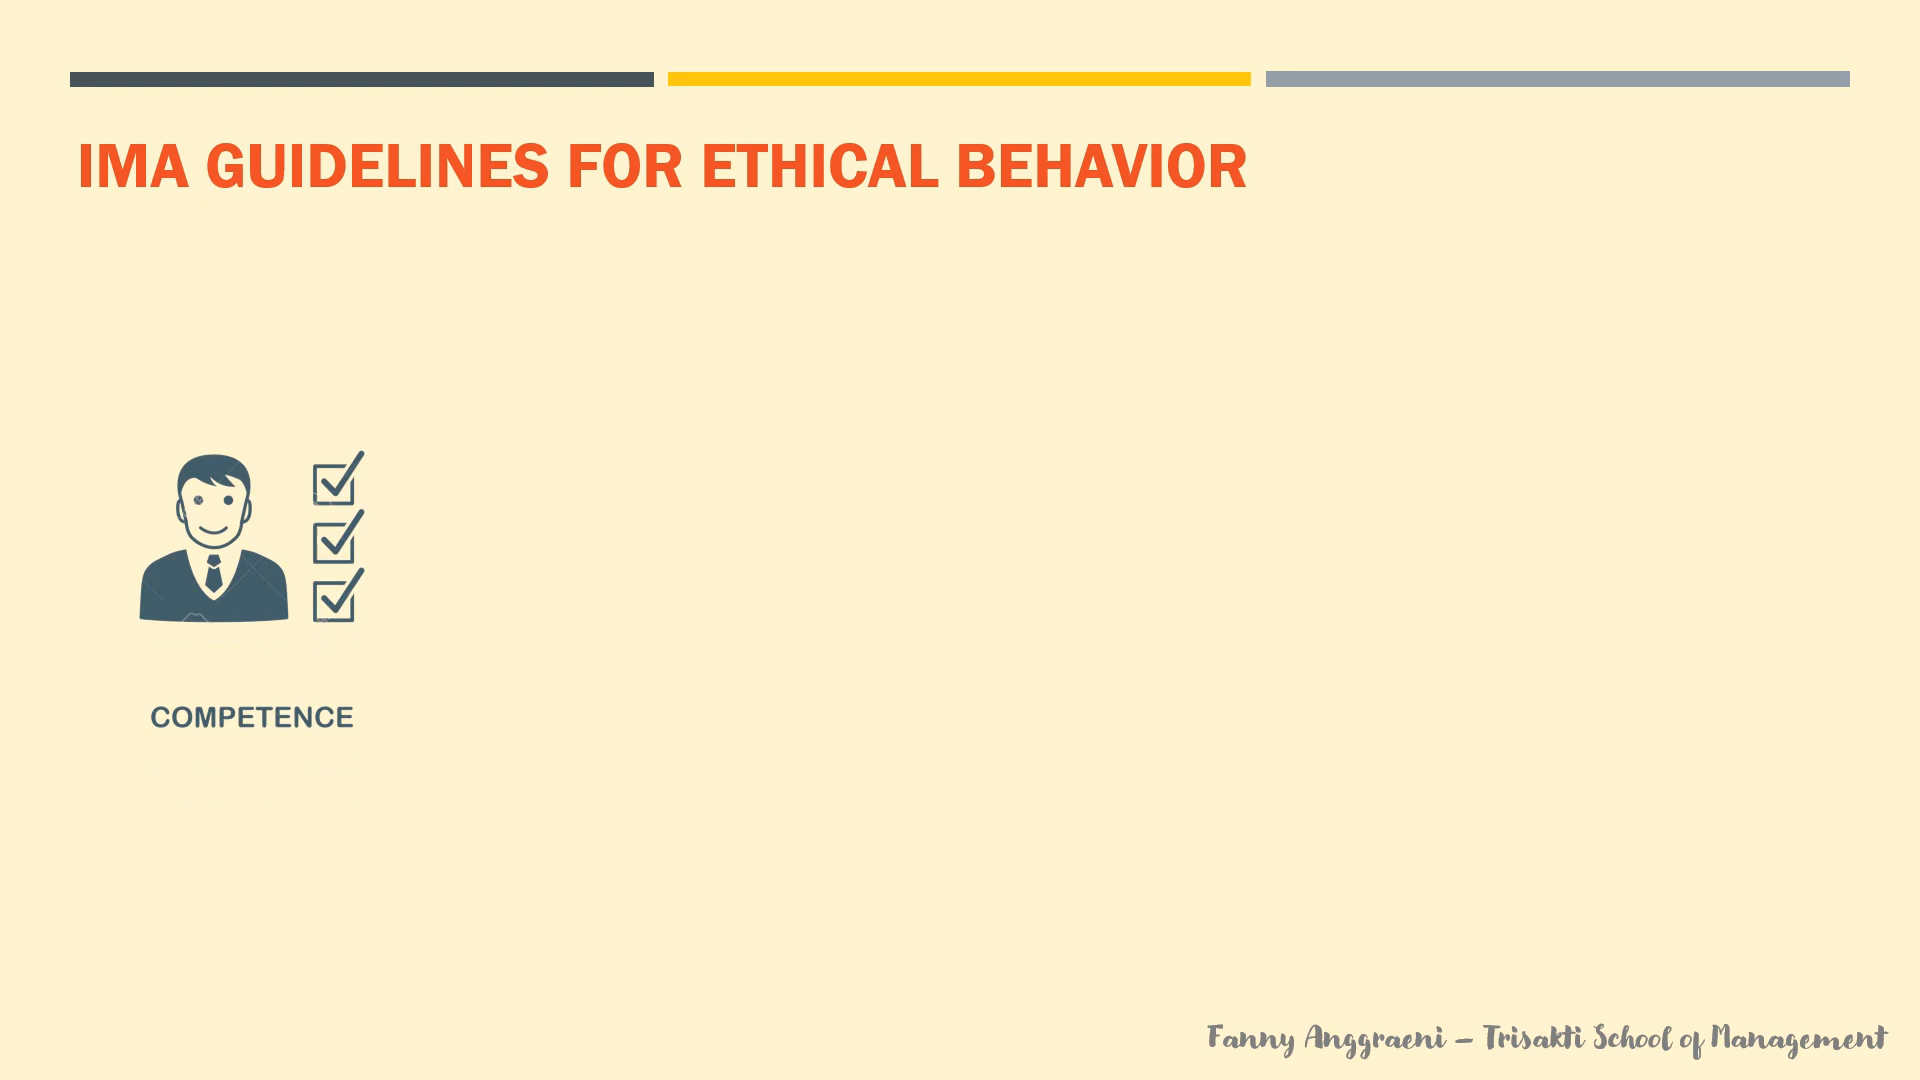 IMA GUIDELINES FOR ETHICAL BEHAVIOR
COMPETENCE
Fanny Anggraeni – Trisakti School of Management